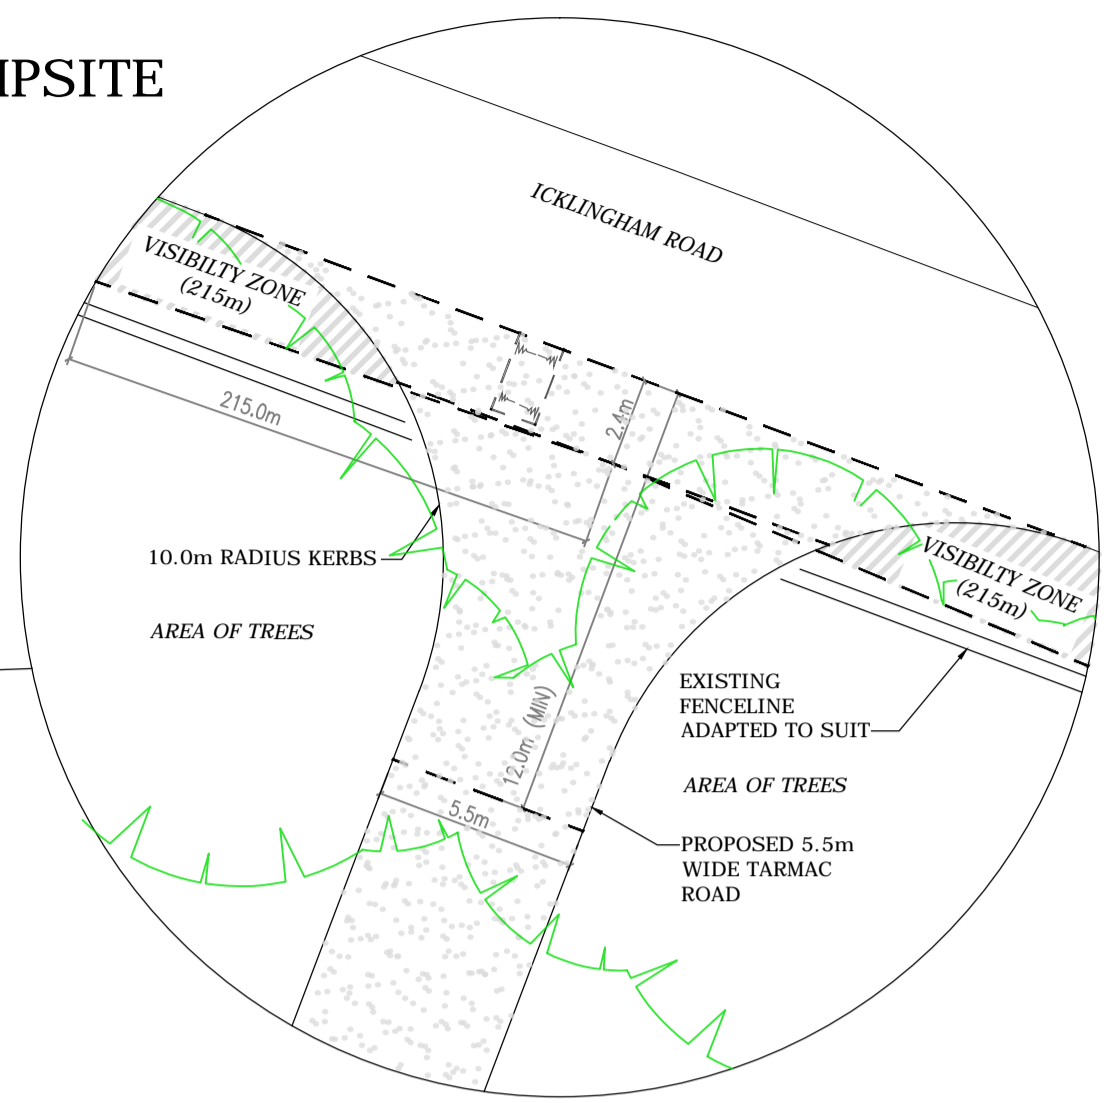 IPSITE
ICKLINGHAM ROAD
VISIBILTY ZONE
(215m)
215.0m
2.4m
10.0m RADIUS KERBS
AREA OF TREES
VISIBILTY ZONE
(215m)
EXISTING
FENCELINE
ADAPTED TO SUIT
12.0m (MIN)
AREA OF TREES
5.5m
PROPOSED 5.5m
WIDE TARMAC
ROAD